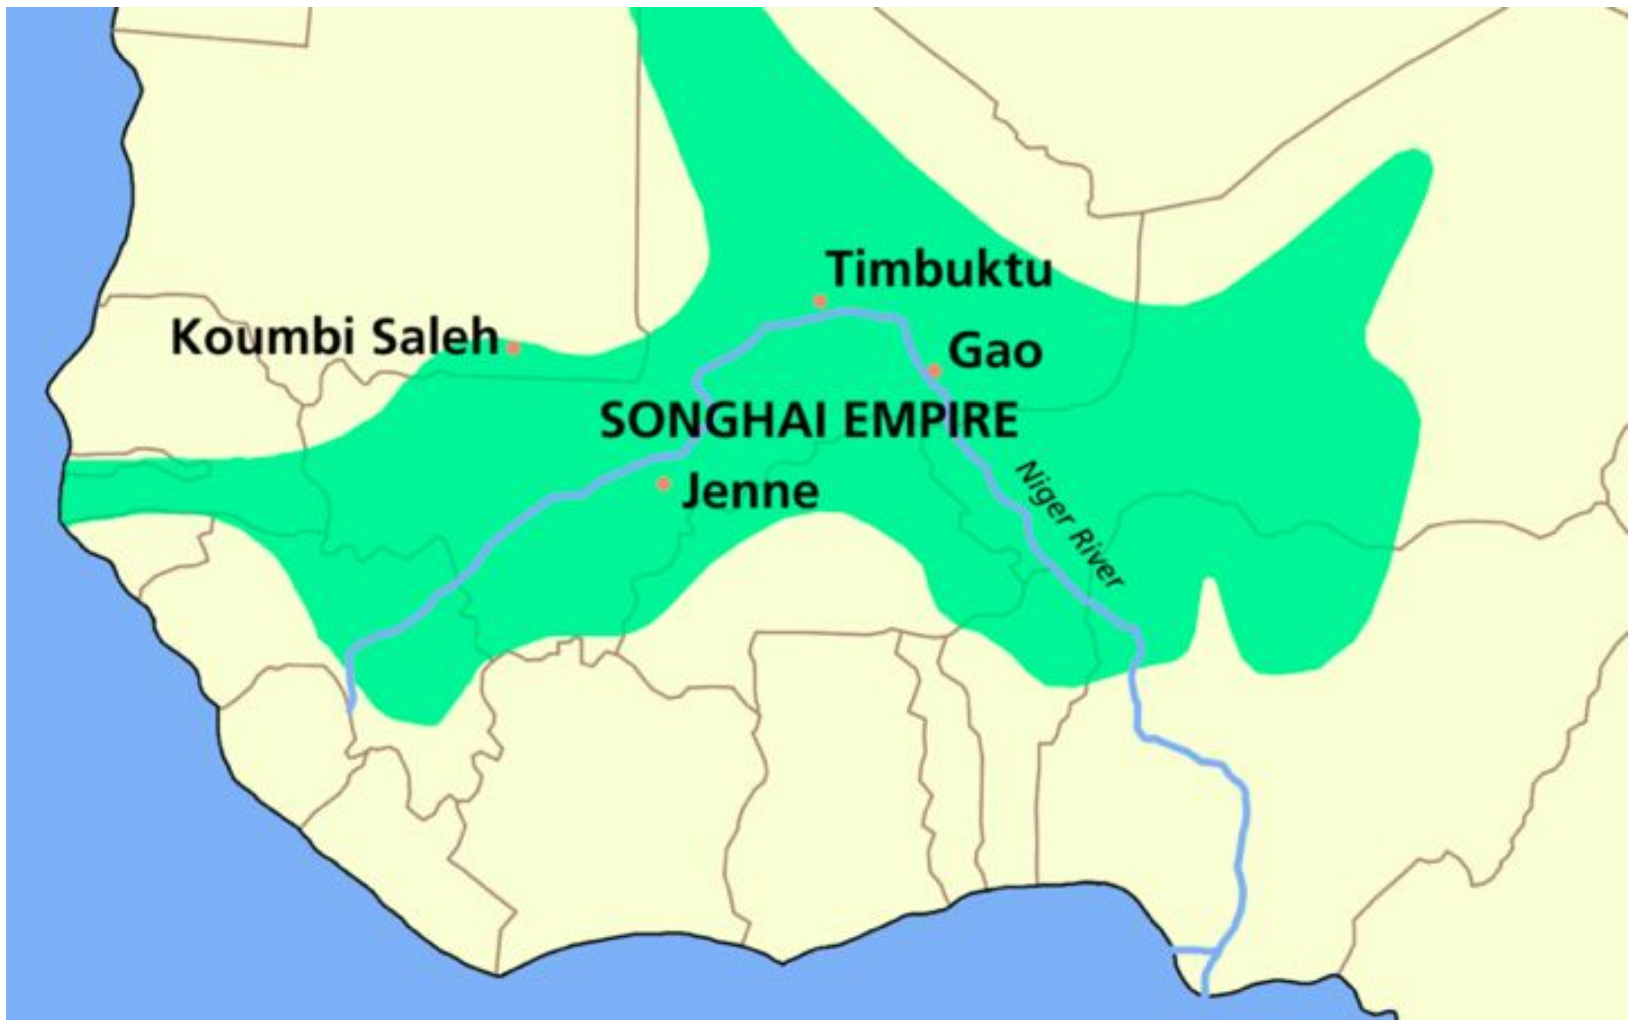 Timbuktu
Koumbi Saleh
Gao
SONGHAI EMPIRE
Jenne
Niger River